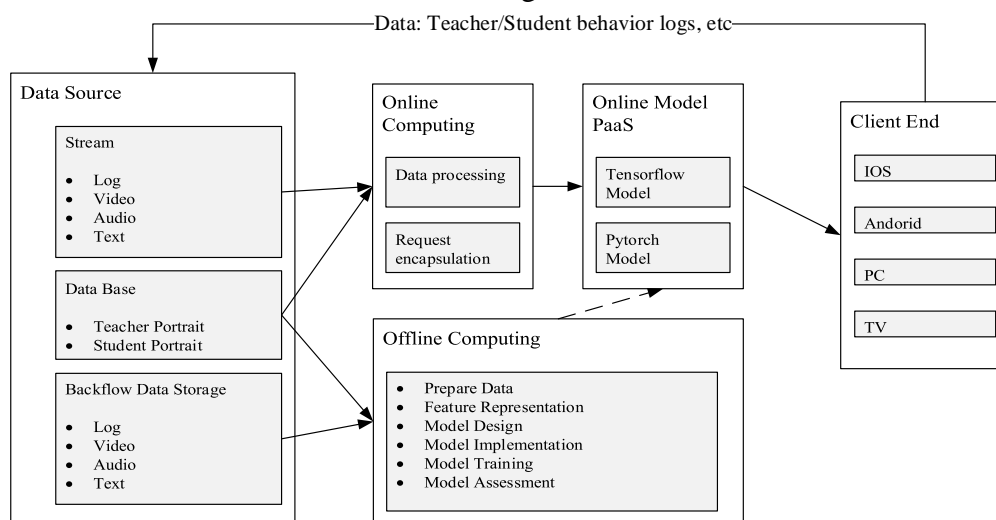 Data: Teacher/Student behavior logs, etc
Data Source
Stream
● Log
● Video
● Audio
● Text
Data Base
● Teacher Portrait
● Student Portrait
Backflow Data Storage
● Log
● Video
● Audio
● Text
Online
Computing
Data processing
Request
encapsulation
Online Model
PaaS
Tensorflow
Model
Pytorch
Model
Offline Computing
● Prepare Data
● Feature Representation
● Model Design
● Model Implementation
● Model Training
● Model Assessment
Client End
IOS
Andorid
PC
TV